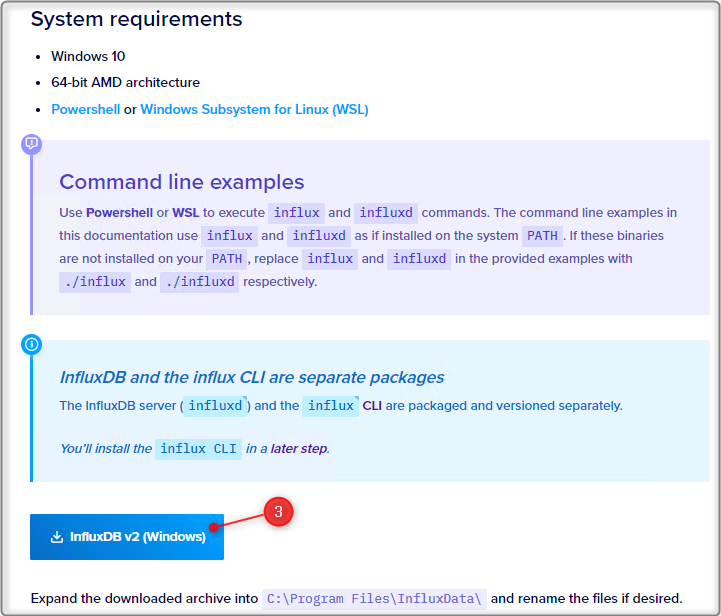 System requirements
• Windows 10
• 64-bit AMD architecture
• Powershell or Windows Subsystem for Linux (WSL)
Command line examples
Use Powershell or WSL to execute influx and influxd commands. The command line examples in
this documentation use influx and influxd as if installed on the system PATH. If these binaries
are not installed on your PATH, replace influx and influxd in the provided examples with
./influx and ./influxd respectively.
InfluxDB and the influx CLI are separate packages
The InfluxDB server (influxd) and the influx CLI are packaged and versioned separately.
You'll install the influx CLI in a later step.
3
InfluxDB v2 (Windows)
Expand the downloaded archive into C:\Program Files\InfluxData\ and rename the files if desired.